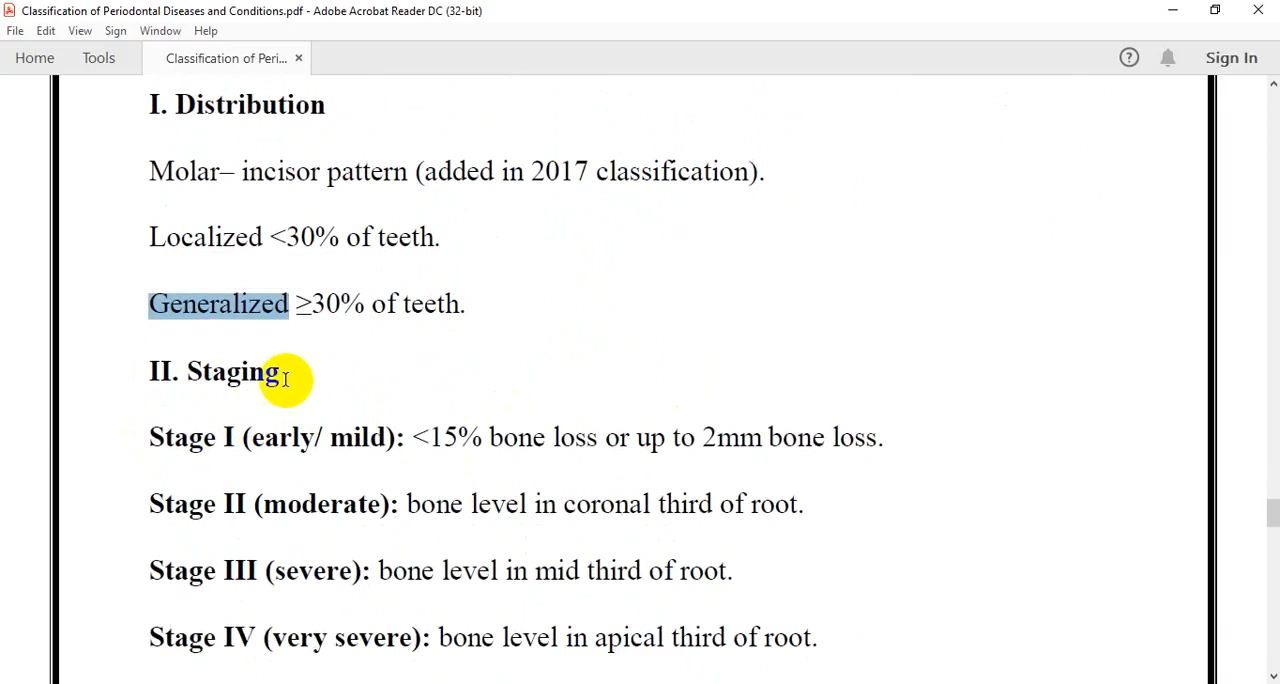 Classification of Periodontal Diseases and Conditions.pdf - Adobe Acrobat Reader DC (32-bit)
File Edit View Sign Window Help
Home Tools Classification of Peri... × ? Sign In
I. Distribution
Molar– incisor pattern (added in 2017 classification).
Localized <30% of teeth.
Generalized ≥30% of teeth.
II. Staging
Stage I (early/ mild): <15% bone loss or up to 2mm bone loss.
Stage II (moderate): bone level in coronal third of root.
Stage III (severe): bone level in mid third of root.
Stage IV (very severe): bone level in apical third of root.